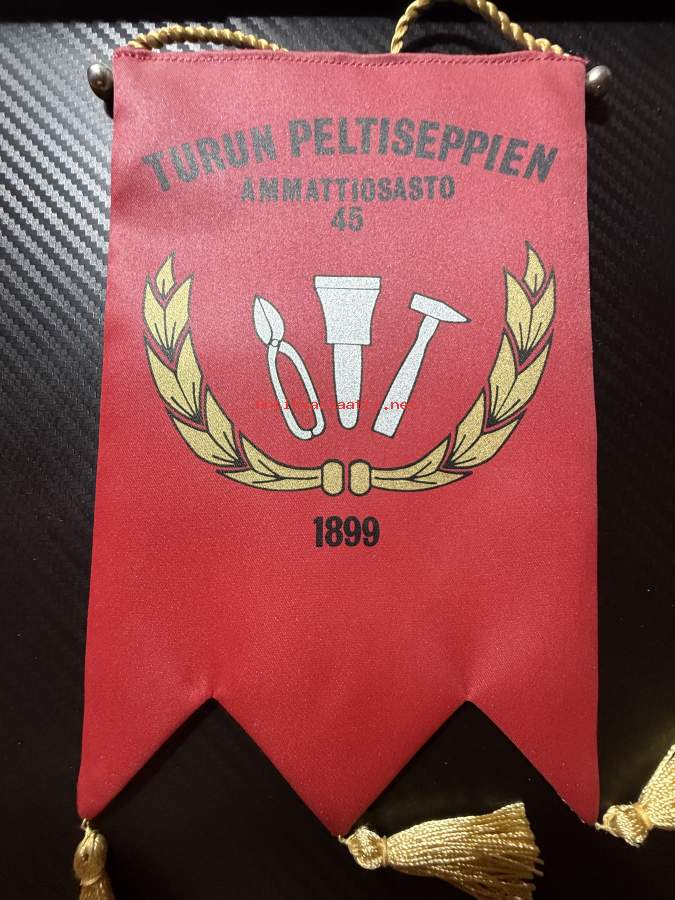 TURUN PELTISEPPIEN
AMMATTIOSASTO
45
1899